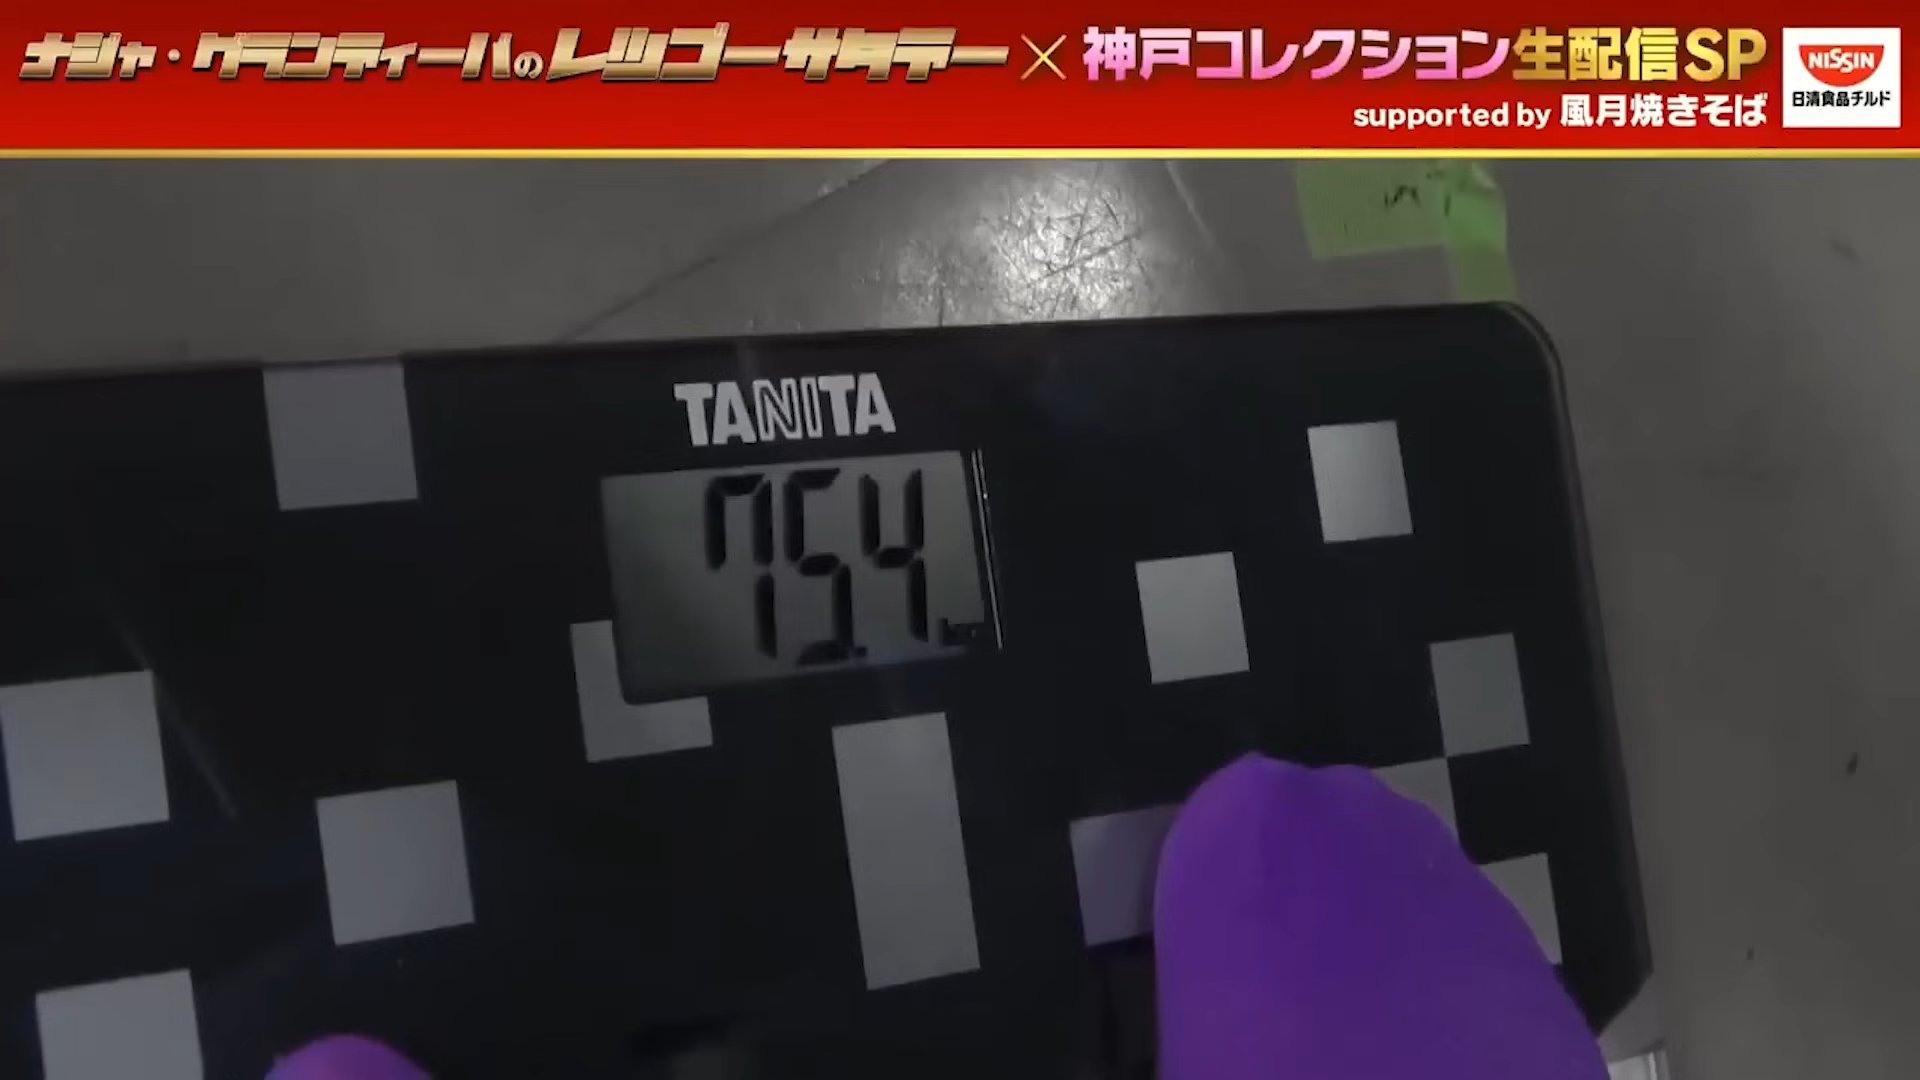 ナジャ・グランディーバのレツゴーサタデー×神戸コレクション生配信SP
supported by 風月焼きそば
NISSIN
日清食品チルド
TANITA
75.4